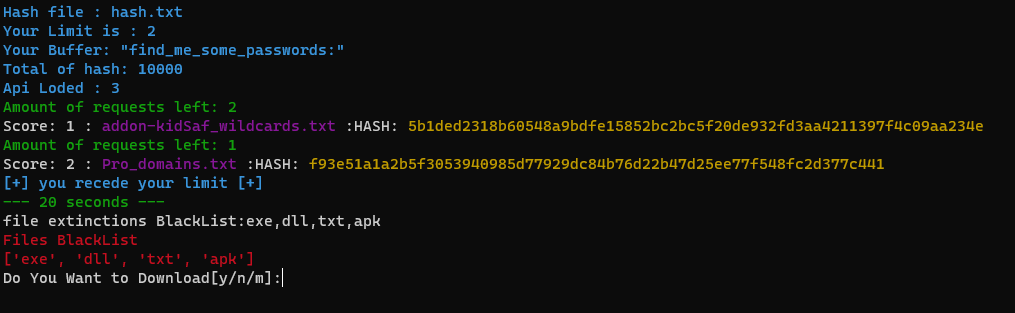 Hash file : hash.txt
Your Limit is : 2
Your Buffer: "find_me_some_passwords:"
Total of hash: 10000
Api Loded : 3
Amount of requests left: 2
Score: 1 : addon-kidSaf_wildcards.txt :HASH: 5b1ded2318b60548a9bdfe15852bc2bc5f20de932fd3aa4211397f4c09aa234e
Amount of requests left: 1
Score: 2 : Pro_domains.txt :HASH: f93e51a1a2b5f3053940985d77929dc84b76d22b47d25ee77f548fc2d377c441
[+] you recede your limit [+]
--- 20 seconds ---
file extinctions BlackList:exe,dll,txt,apk
Files BlackList
['exe', 'dll', 'txt', 'apk']
Do You Want to Download[y/n/m]: